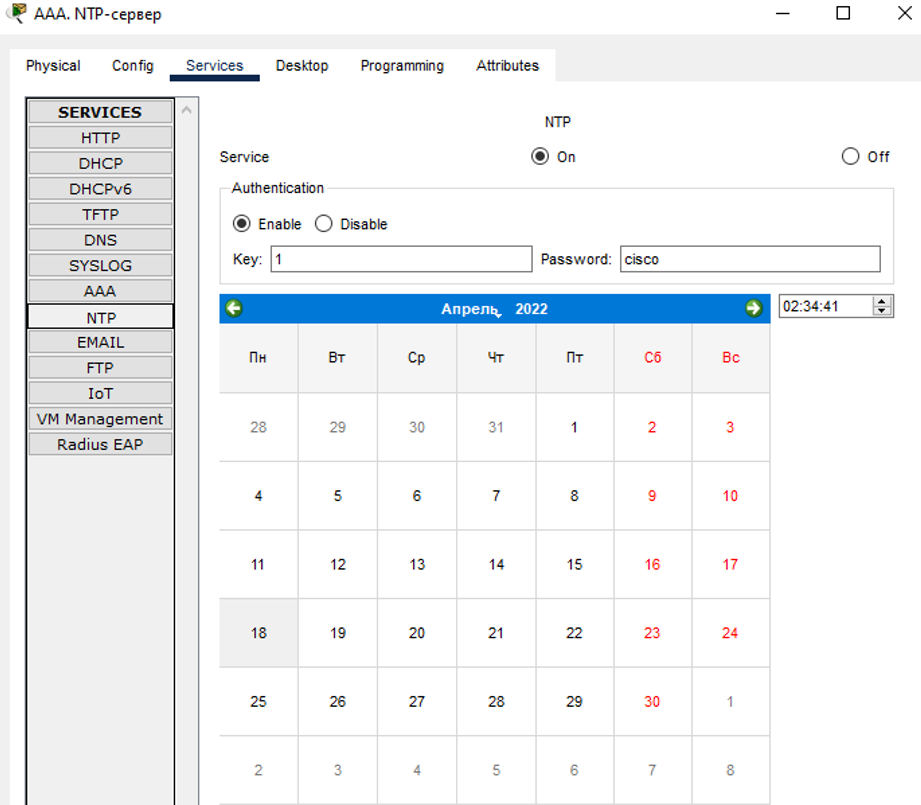 AAA. NTP-сервер
Physical Config Services Desktop Programming Attributes
SERVICES
HTTP
DHCP
DHCPv6
TFTP
DNS
SYSLOG
AAA
NTP
EMAIL
FTP
IoT
VM Management
Radius EAP
NTP
Service On Off
Authentication
Enable Disable
Key: 1 Password: cisco
Апрель, 2022 02:34:41
Пн Вт Ср Чт Пт Сб Вс
28 29 30 31 1 2 3
4 5 6 7 8 9 10
11 12 13 14 15 16 17
18 19 20 21 22 23 24
25 26 27 28 29 30 1
2 3 4 5 6 7 8